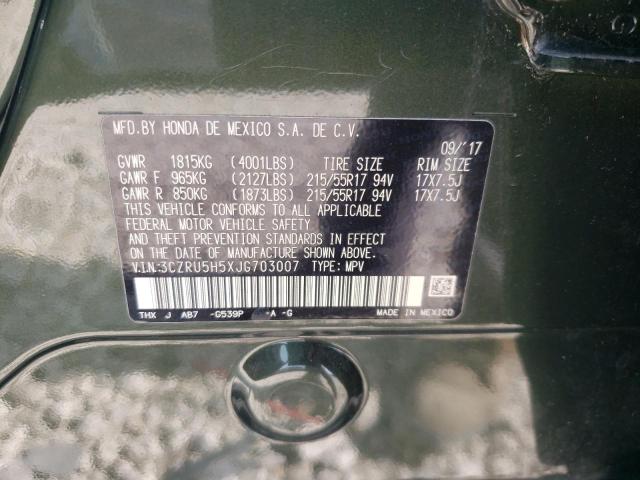 MFD.BY HONDA DE MEXICO S.A. DE C.V. 09/'17
GVWR 1815KG (4001LBS) TIRE SIZE RIM SIZE
GAWR F 965KG (2127LBS) 215/55R17 94V 17X7.5J
GAWR R 850KG (1873LBS) 215/55R17 94V 17X7.5J
THIS VEHICLE CONFORMS TO ALL APPLICABLE
FEDERAL MOTOR VEHICLE SAFETY
AND THEFT PREVENTION STANDARDS IN EFFECT
ON THE DATE OF MANUFACTURE SHOWN ABOVE.
V.I.N:3CZRU5H5XJG703007 TYPE: MPV
THX J AB7 -G539P -A -G MADE IN MEXICO